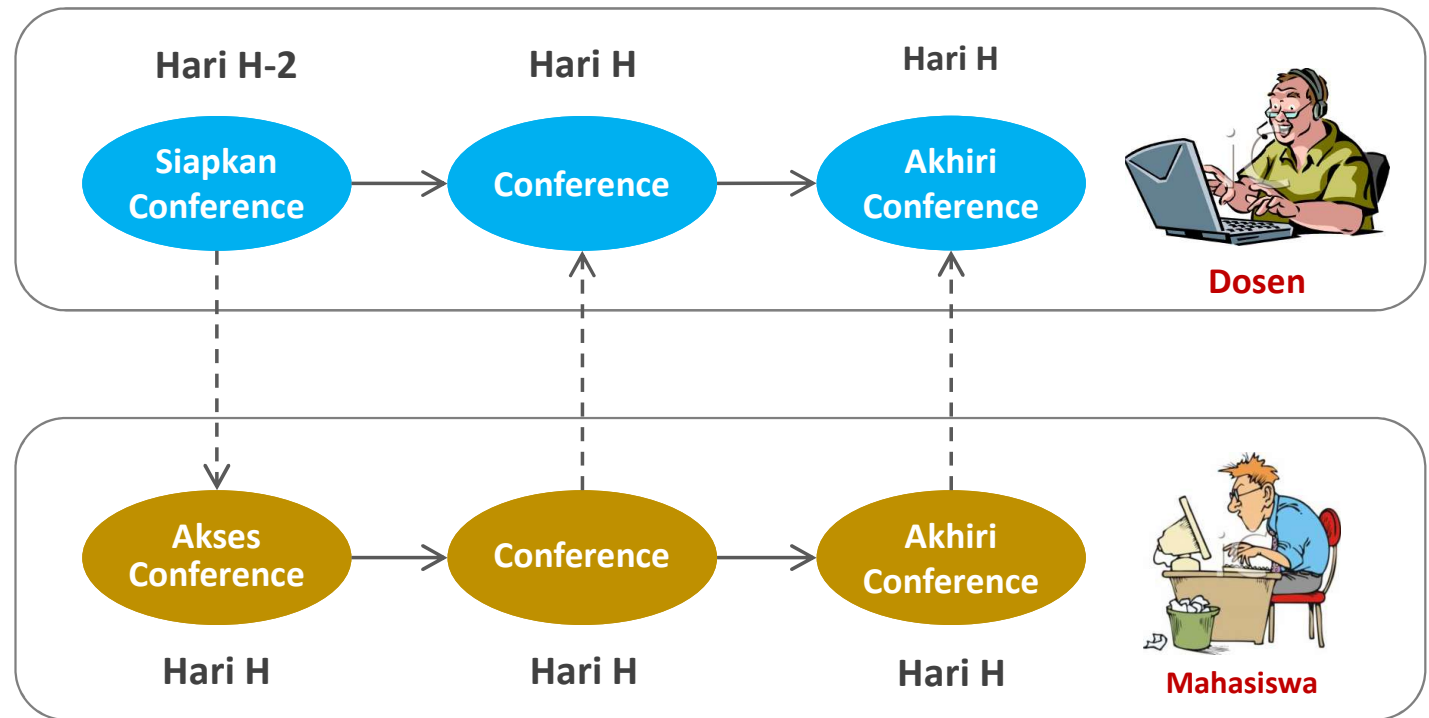 Hari H-2
Hari H
Hari H
Siapkan
Conference
Conference
Akhiri
Conference
Dosen
Akses
Conference
Conference
Akhiri
Conference
Hari H
Hari H
Hari H
Mahasiswa